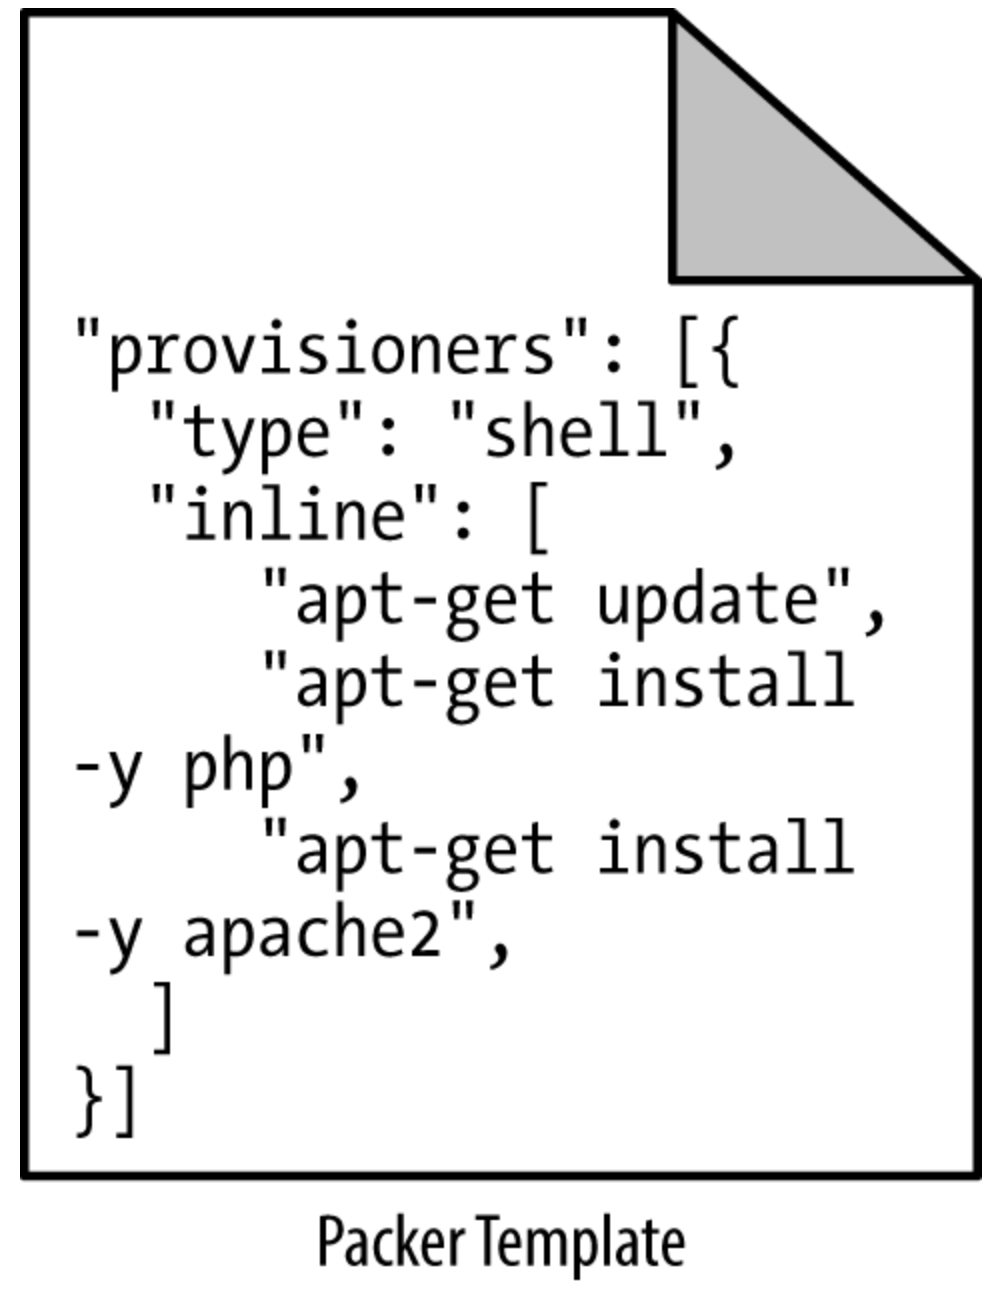 "provisioners": [{
  "type": "shell",
  "inline": [
     "apt-get update",
     "apt-get install
-y php",
     "apt-get install
-y apache2",
  ]
}]
Packer Template